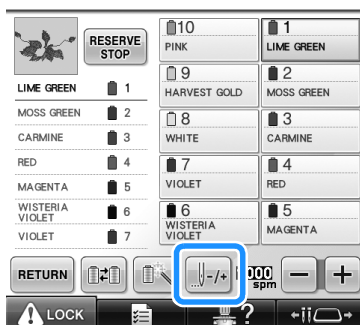 RESERVE
STOP
LIME GREEN 1
MOSS GREEN 2
CARMINE 3
RED 4
MAGENTA 5
WISTERIA
VIOLET 6
VIOLET 7
10
PINK
1
LIME GREEN
9
HARVEST GOLD
2
MOSS GREEN
8
WHITE
3
CARMINE
7
VIOLET
4
RED
6
WISTERIA
VIOLET
5
MAGENTA
RETURN
-/+
spm
- +
LOCK
?